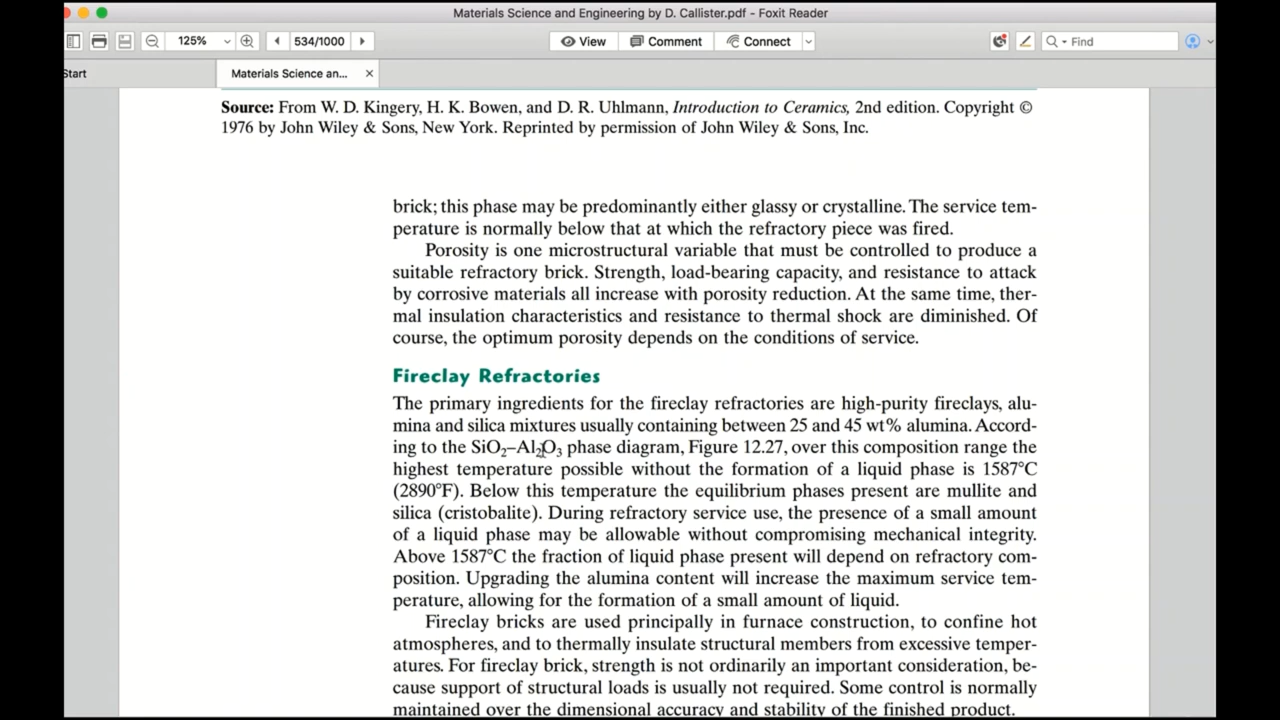 Materials Science and Engineering by D. Callister.pdf - Foxit Reader
125%
534/1000
View
Comment
Connect
Find
Start
Materials Science an...
Source: From W. D. Kingery, H. K. Bowen, and D. R. Uhlmann, Introduction to Ceramics, 2nd edition. Copyright ©
1976 by John Wiley & Sons, New York. Reprinted by permission of John Wiley & Sons, Inc.
brick; this phase may be predominantly either glassy or crystalline. The service tem-
perature is normally below that at which the refractory piece was fired.
Porosity is one microstructural variable that must be controlled to produce a
suitable refractory brick. Strength, load-bearing capacity, and resistance to attack
by corrosive materials all increase with porosity reduction. At the same time, ther-
mal insulation characteristics and resistance to thermal shock are diminished. Of
course, the optimum porosity depends on the conditions of service.
Fireclay Refractories
The primary ingredients for the fireclay refractories are high-purity fireclays, alu-
mina and silica mixtures usually containing between 25 and 45 wt% alumina. Accord-
ing to the SiO₂–Al₂O₃ phase diagram, Figure 12.27, over this composition range the
highest temperature possible without the formation of a liquid phase is 1587°C
(2890°F). Below this temperature the equilibrium phases present are mullite and
silica (cristobalite). During refractory service use, the presence of a small amount
of a liquid phase may be allowable without compromising mechanical integrity.
Above 1587°C the fraction of liquid phase present will depend on refractory com-
position. Upgrading the alumina content will increase the maximum service tem-
perature, allowing for the formation of a small amount of liquid.
Fireclay bricks are used principally in furnace construction, to confine hot
atmospheres, and to thermally insulate structural members from excessive temper-
atures. For fireclay brick, strength is not ordinarily an important consideration, be-
cause support of structural loads is usually not required. Some control is normally
maintained over the dimensional accuracy and stability of the finished product.